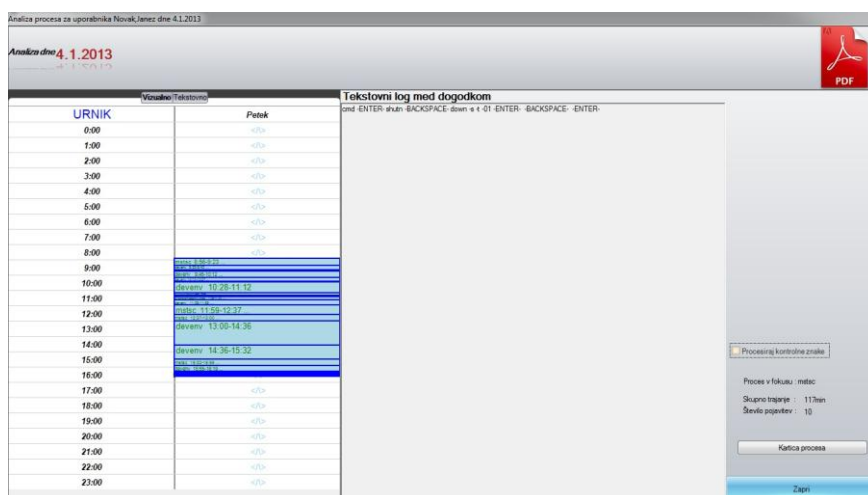 Analiza procesa za uporabnika Novak,Janez dne 4.1.2013
Analiza dne 4.1.2013
PDF
Vizualno Tekstovno
Tekstovni log med dogodkom
URNIK Petek
cmd -ENTER- shutn -BACKSPACE- down -s -t -01 -ENTER- -BACKSPACE- -ENTER-
0:00 </\>
1:00 </\>
2:00 </\>
3:00 </\>
4:00 </\>
5:00 </\>
6:00 </\>
7:00 </\>
8:00 </\>
mstsc 8:56-9:23 ...
9:00
10:00
devenv 10:28-11:12
11:00
mstsc 11:59-12:37 ...
12:00
devenv 13:00-14:36
13:00
14:00
devenv 14:36-15:32
15:00
16:00
17:00 </\>
18:00 </\>
19:00 </\>
20:00 </\>
21:00 </\>
22:00 </\>
23:00 </\>
Procesiraj kontrolne znake
Proces v fokusu : mstsc
Skupno trajanje : 117min
Število pojavitev : 10
Kartica procesa
Zapri